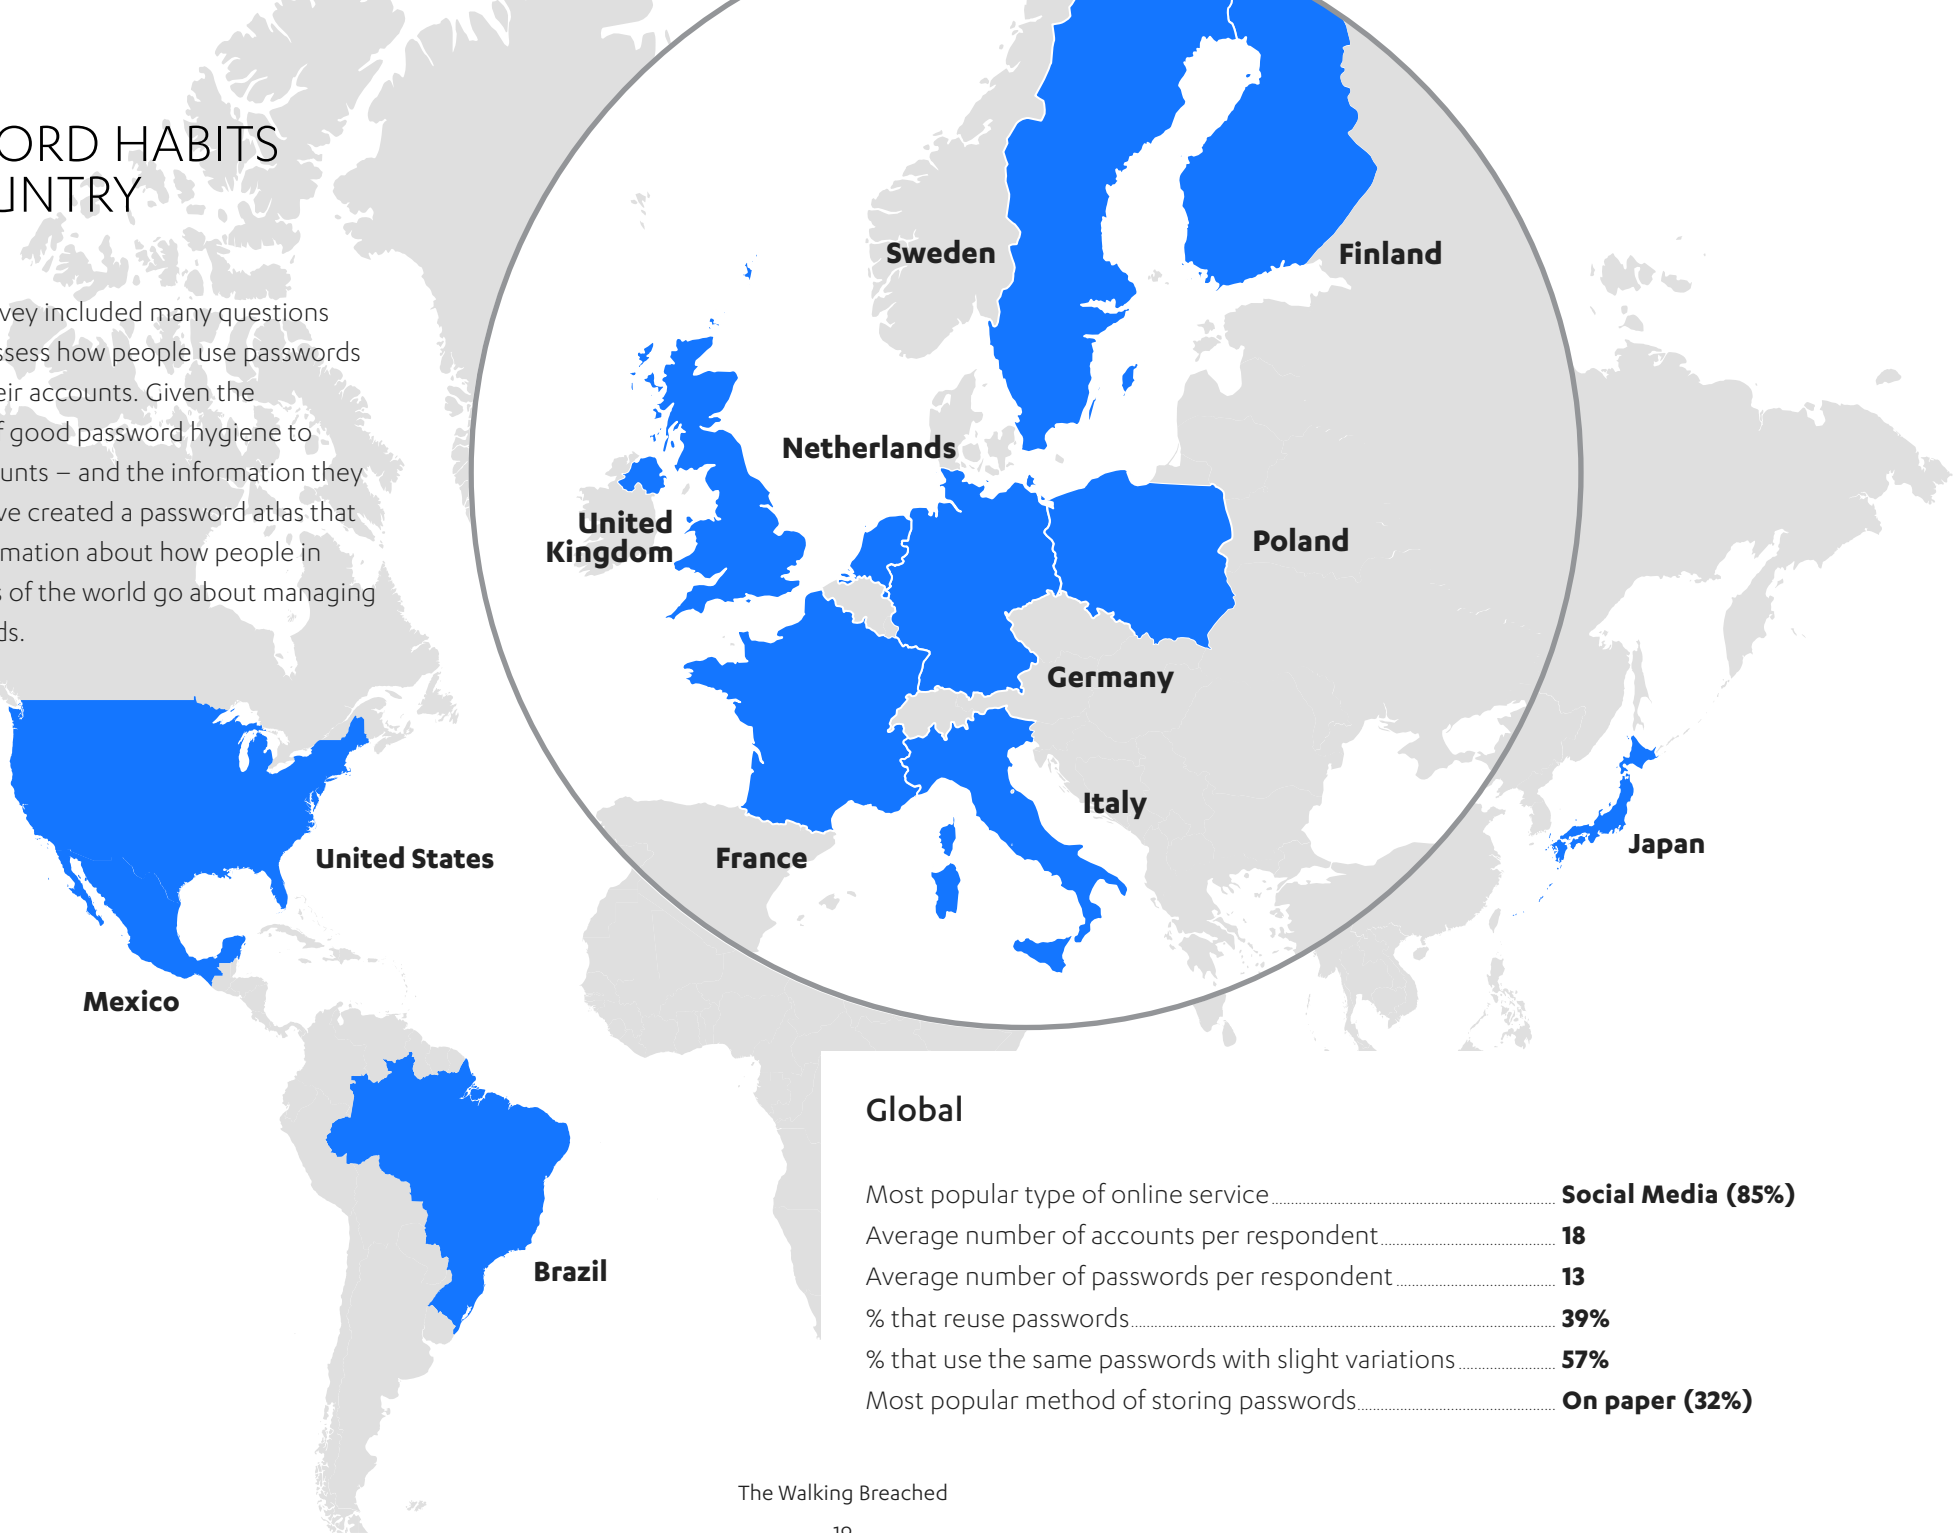 ORD HABITS
UNTRY
vey included many questions
ssess how people use passwords
eir accounts. Given the
f good password hygiene to
unts – and the information they
ve created a password atlas that
mation about how people in
s of the world go about managing
ds.
Sweden
Finland
Netherlands
United
Kingdom
Poland
Germany
Italy
France
United States
Japan
Mexico
Brazil
Global
Most popular type of online service Social Media (85%)
Average number of accounts per respondent 18
Average number of passwords per respondent 13
% that reuse passwords 39%
% that use the same passwords with slight variations 57%
Most popular method of storing passwords On paper (32%)
The Walking Breached